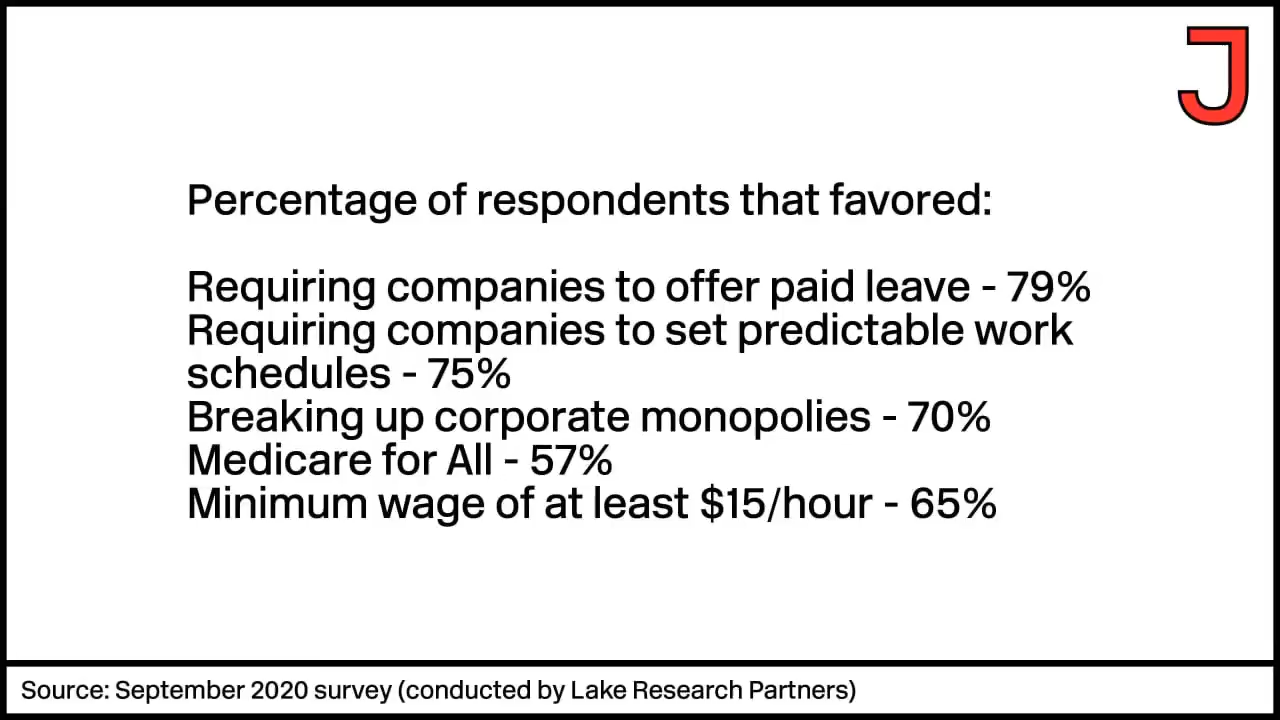 J
Percentage of respondents that favored:
Requiring companies to offer paid leave - 79%
Requiring companies to set predictable work
schedules - 75%
Breaking up corporate monopolies - 70%
Medicare for All - 57%
Minimum wage of at least $15/hour - 65%
Source: September 2020 survey (conducted by Lake Research Partners)